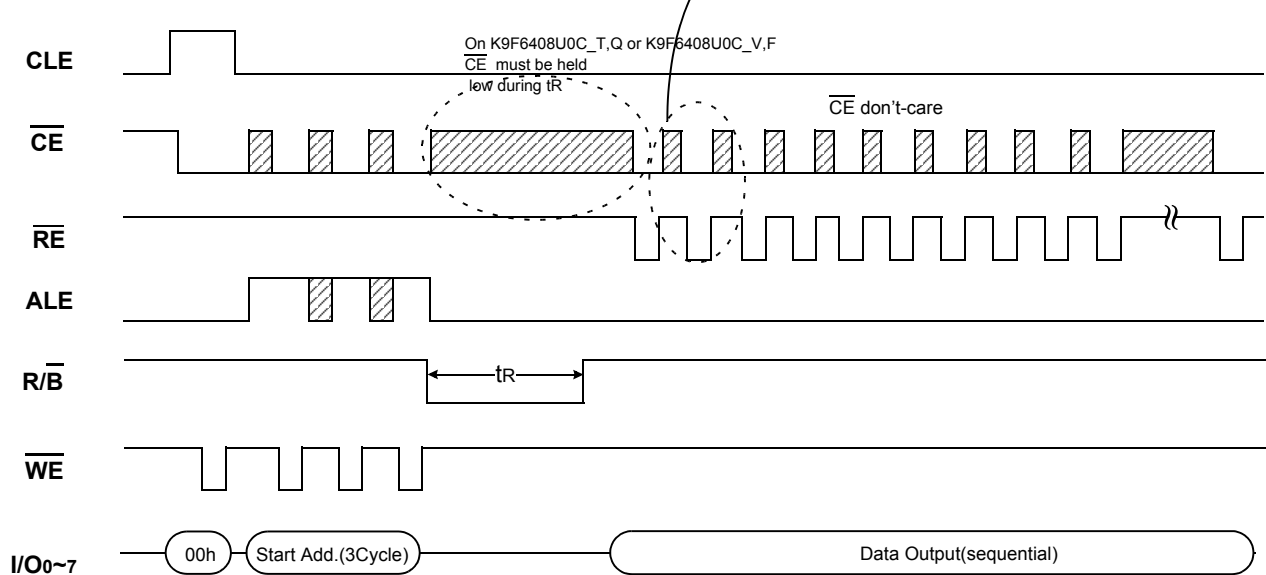 On K9F6408U0C_T,Q or K9F6408U0C_V,F
CLE
CE must be held
low during tR
CE don't-care
CE
RE
ALE
R/B
tR
WE
I/O0~7
00h
Start Add.(3Cycle)
Data Output(sequential)